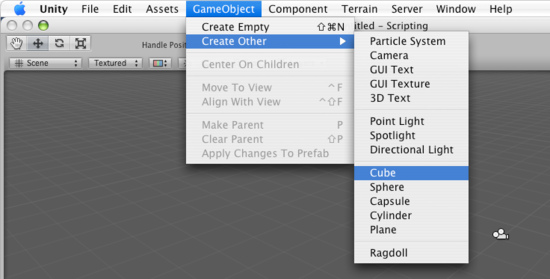 Unity File Edit Assets GameObject Component Terrain Server Window Help
Create Empty ⇧⌘N
Create Other
Center On Children
Move To View ^F
Align With View ^⇧F
Make Parent P
Clear Parent ⇧P
Apply Changes To Prefab
Particle System
Camera
GUI Text
GUI Texture
3D Text
Point Light
Spotlight
Directional Light
Cube
Sphere
Capsule
Cylinder
Plane
Ragdoll
titled – Scripting
Handle Posit
Scene Textured